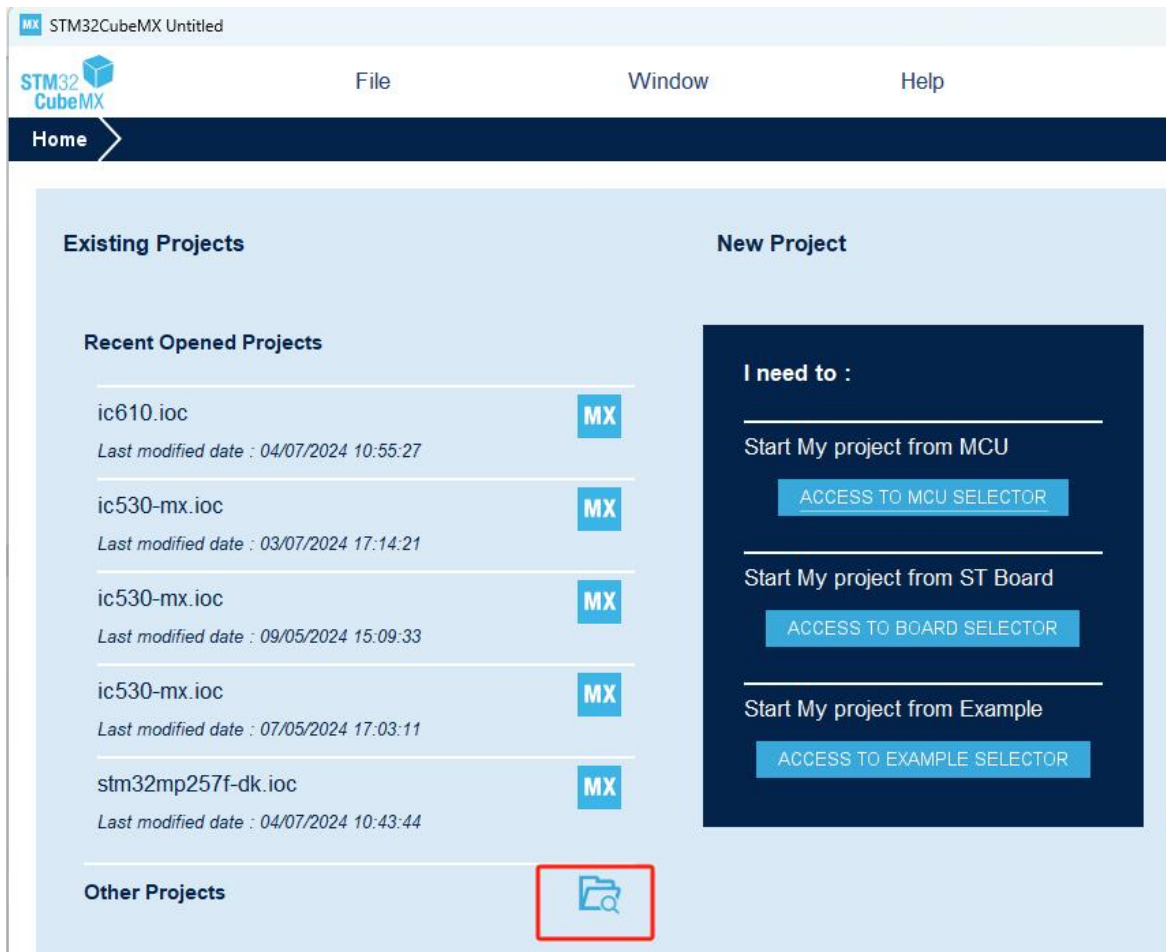 MX STM32CubeMX Untitled
STM32
CubeMX
File
Window
Help
Home
Existing Projects
Recent Opened Projects
ic610.ioc
MX
Last modified date : 04/07/2024 10:55:27
ic530-mx.ioc
MX
Last modified date : 03/07/2024 17:14:21
ic530-mx.ioc
MX
Last modified date : 09/05/2024 15:09:33
ic530-mx.ioc
MX
Last modified date : 07/05/2024 17:03:11
stm32mp257f-dk.ioc
MX
Last modified date : 04/07/2024 10:43:44
Other Projects
New Project
I need to :
Start My project from MCU
ACCESS TO MCU SELECTOR
Start My project from ST Board
ACCESS TO BOARD SELECTOR
Start My project from Example
ACCESS TO EXAMPLE SELECTOR